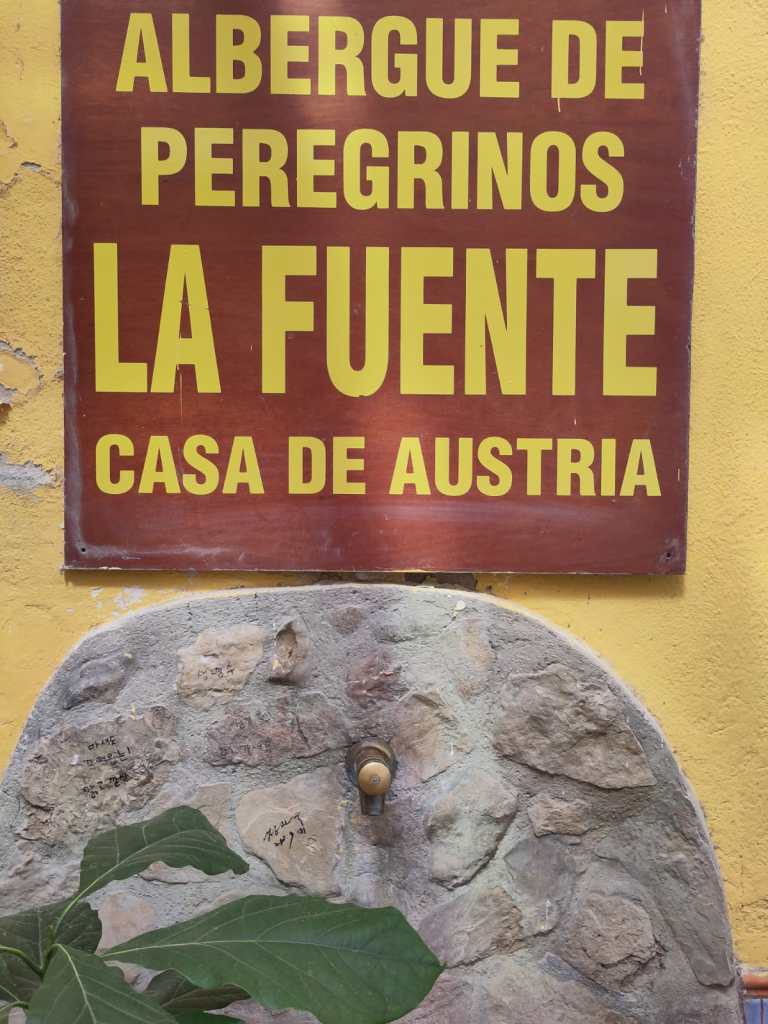 ALBERGUE DE
PEREGRINOS
LA FUENTE
CASA DE AUSTRIA